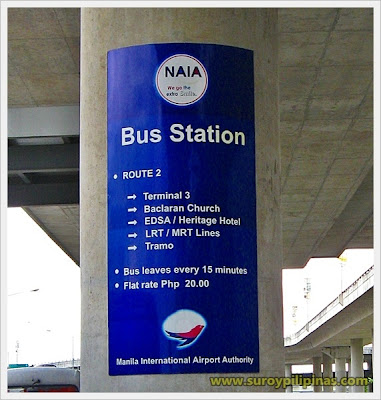 NAIA
We go the
extra Smile.
Bus Station
• ROUTE 2
⇨ Terminal 3
⇨ Baclaran Church
⇨ EDSA / Heritage Hotel
⇨ LRT / MRT Lines
⇨ Tramo
• Bus leaves every 15 minutes
• Flat rate Php 20.00
Manila International Airport Authority
www.suroypilipinas.com